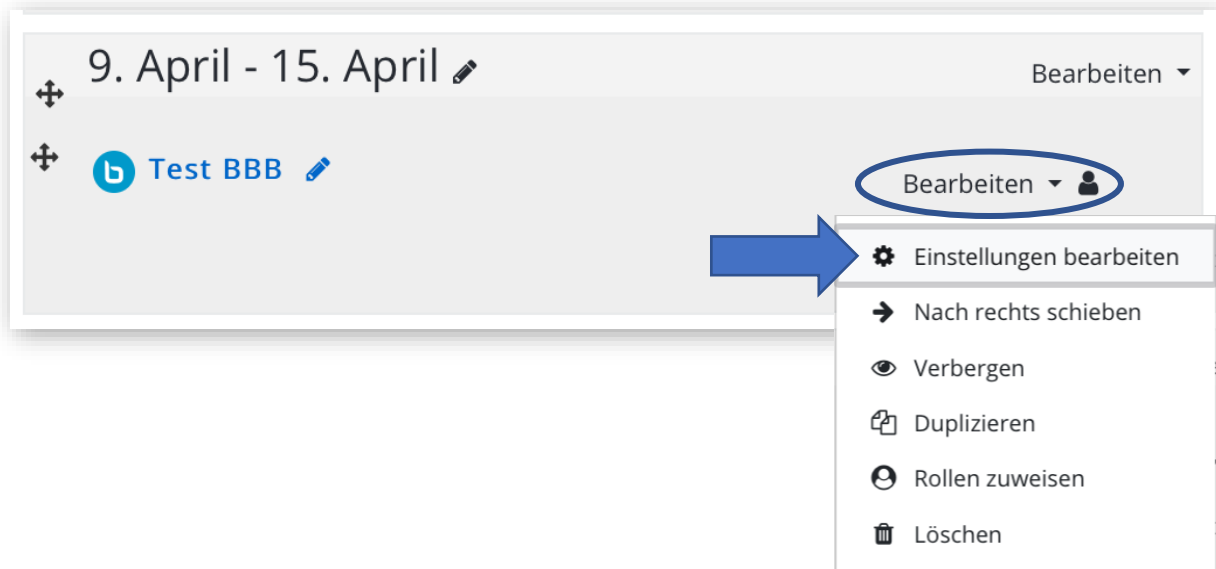 9. April - 15. April
Bearbeiten
Test BBB
Bearbeiten
Einstellungen bearbeiten
Nach rechts schieben
Verbergen
Duplizieren
Rollen zuweisen
Löschen